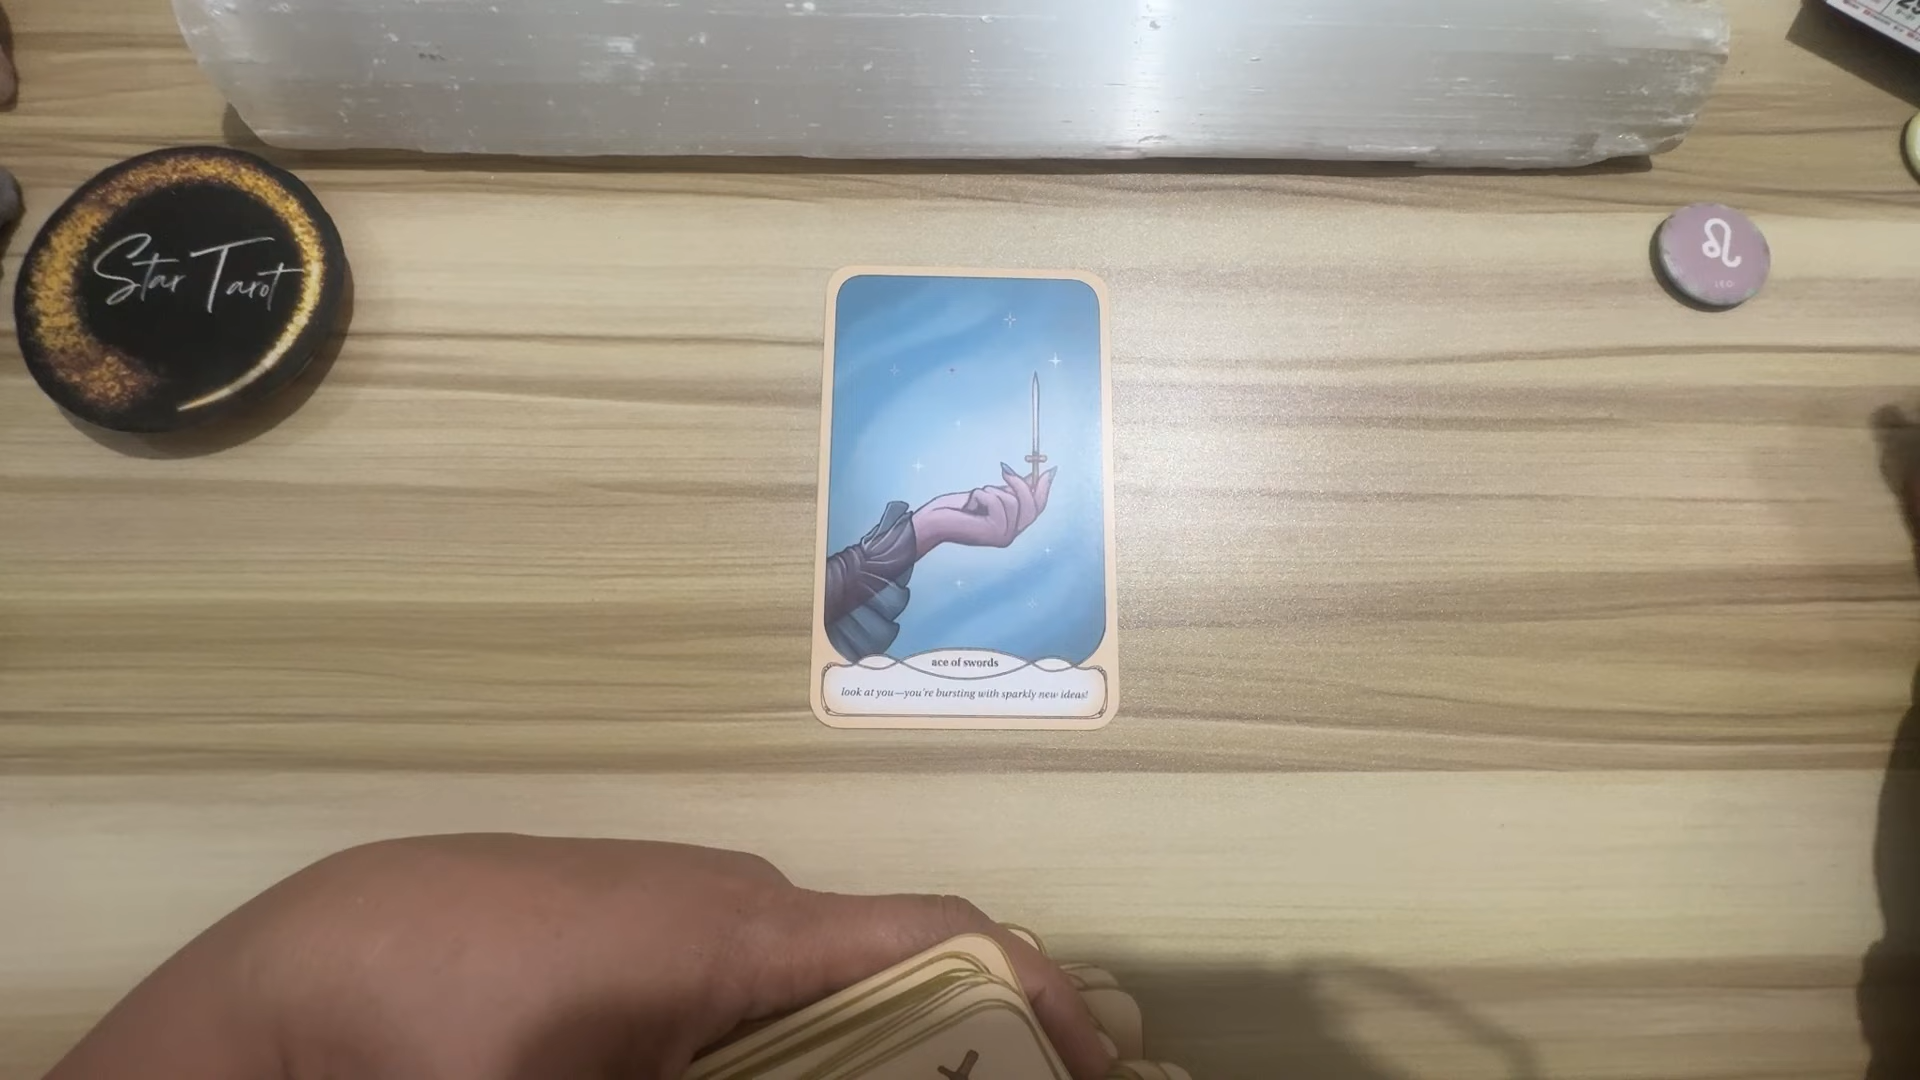 Star Tarot
LEO
ace of swords
look at you—you're bursting with sparkly new ideas!